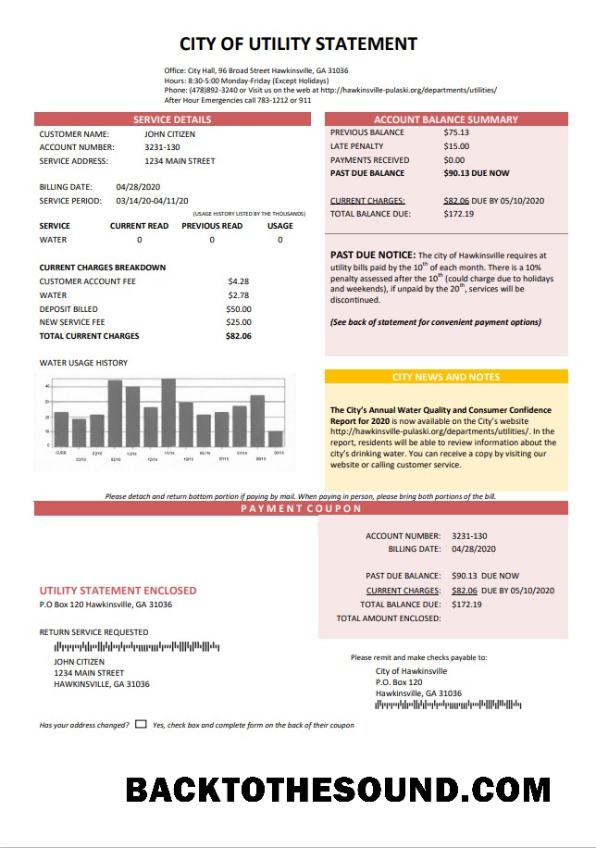 CITY OF UTILITY STATEMENT
Office: City Hall, 96 Broad Street Hawkinsville, GA 31036
Hours: 8:30-5:00 Monday-Friday (Except Holidays)
Phone: (478)892-3240 or Visit us on the web at http://hawkinsville-pulaski.org/departments/utilities/
After Hour Emergencies call 783-1212 or 911
SERVICE DETAILS
CUSTOMER NAME: JOHN CITIZEN
ACCOUNT NUMBER: 3231-130
SERVICE ADDRESS: 1234 MAIN STREET
BILLING DATE: 04/28/2020
SERVICE PERIOD: 03/14/20-04/11/20
(USAGE HISTORY LISTED BY THE THOUSANDS)
SERVICE CURRENT READ PREVIOUS READ USAGE
WATER 0 0 0
CURRENT CHARGES BREAKDOWN
CUSTOMER ACCOUNT FEE $4.28
WATER $2.78
DEPOSIT BILLED $50.00
NEW SERVICE FEE $25.00
TOTAL CURRENT CHARGES $82.06
WATER USAGE HISTORY
40
30
20
10
0
ACCOUNT BALANCE SUMMARY
PREVIOUS BALANCE $75.13
LATE PENALTY $15.00
PAYMENTS RECEIVED $0.00
PAST DUE BALANCE $90.13 DUE NOW
CURRENT CHARGES: $82.06 DUE BY 05/10/2020
TOTAL BALANCE DUE: $172.19
PAST DUE NOTICE: The city of Hawkinsville requires at
utility bills paid by the 10th of each month. There is a 10%
penalty assessed after the 10th (could charge due to holidays
and weekends), if unpaid by the 20th, services will be
discontinued.
(See back of statement for convenient payment options)
CITY NEWS AND NOTES
The City's Annual Water Quality and Consumer Confidence
Report for 2020 is now available on the City's website
http://hawkinsville-pulaski.org/departments/utilities/. In the
report, residents will be able to review information about the
city's drinking water. You can receive a copy by visiting our
website or calling customer service.
Please detach and return bottom portion if paying by mail. When paying in person, please bring both portions of the bill.
PAYMENT COUPON
ACCOUNT NUMBER: 3231-130
BILLING DATE: 04/28/2020
PAST DUE BALANCE: $90.13 DUE NOW
CURRENT CHARGES: $82.06 DUE BY 05/10/2020
TOTAL BALANCE DUE: $172.19
TOTAL AMOUNT ENCLOSED:
UTILITY STATEMENT ENCLOSED
P.O Box 120 Hawkinsville, GA 31036
RETURN SERVICE REQUESTED
JOHN CITIZEN
1234 MAIN STREET
HAWKINSVILLE, GA 31036
Please remit and make checks payable to:
City of Hawkinsville
P.O. Box 120
Hawkinsville, GA 31036
Has your address changed? Yes, check box and complete form on the back of their coupon
BACKTOTHESOUND.COM